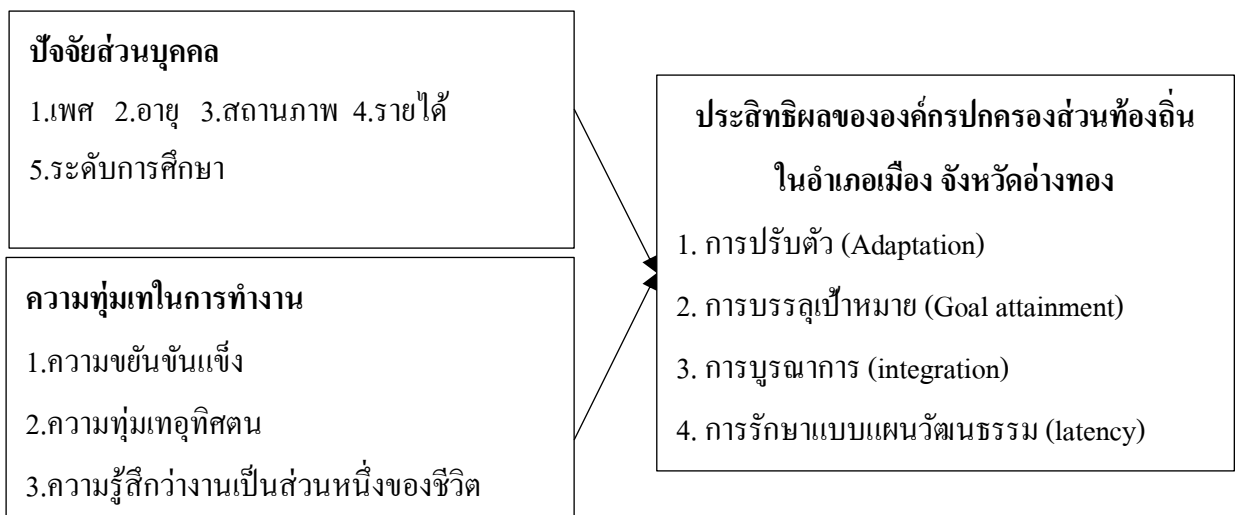 ปัจจัยส่วนบุคคล
1.เพศ 2.อายุ 3.สถานภาพ 4.รายได้
5.ระดับการศึกษา
ความทุ่มเทในการทำงาน
1.ความขยันขันแข็ง
2.ความทุ่มเทอุทิศตน
3.ความรู้สึกว่างานเป็นส่วนหนึ่งของชีวิต
ประสิทธิผลขององค์กรปกครองส่วนท้องถิ่น
ในอำเภอเมือง จังหวัดอ่างทอง
1. การปรับตัว (Adaptation)
2. การบรรลุเป้าหมาย (Goal attainment)
3. การบูรณาการ (integration)
4. การรักษาแบบแผนวัฒนธรรม (latency)